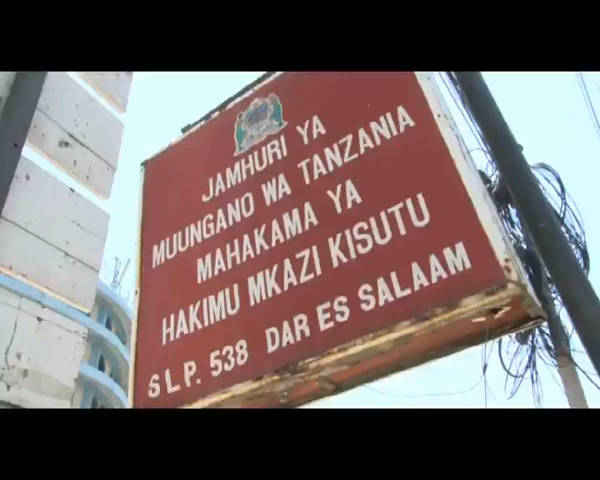 JAMHURI YA
MUUNGANO WA TANZANIA
MAHAKAMA YA
HAKIMU MKAZI KISUTU
S L P. 538 DAR ES SALAAM